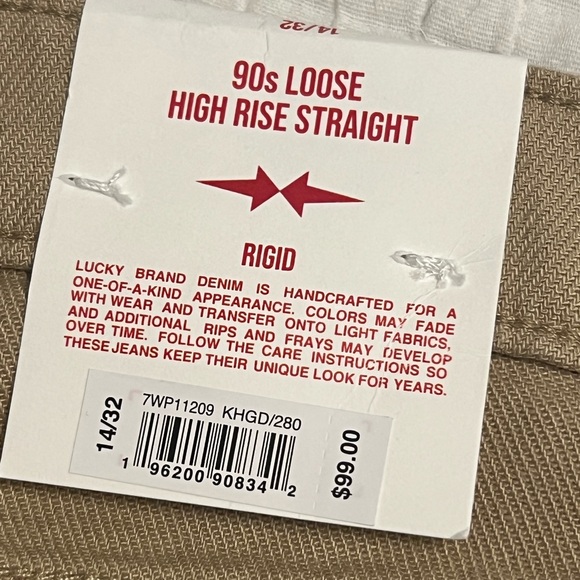 14/32
90s LOOSE
HIGH RISE STRAIGHT
RIGID
LUCKY BRAND DENIM IS HANDCRAFTED FOR A
ONE-OF-A-KIND APPEARANCE. COLORS MAY FADE
WITH WEAR AND TRANSFER ONTO LIGHT FABRICS,
AND ADDITIONAL RIPS AND FRAYS MAY DEVELOP
OVER TIME. FOLLOW THE CARE INSTRUCTIONS SO
THESE JEANS KEEP THEIR UNIQUE LOOK FOR YEARS.
14/32
7WP11209 KHGD/280
1 96200 90834 2
$99.00